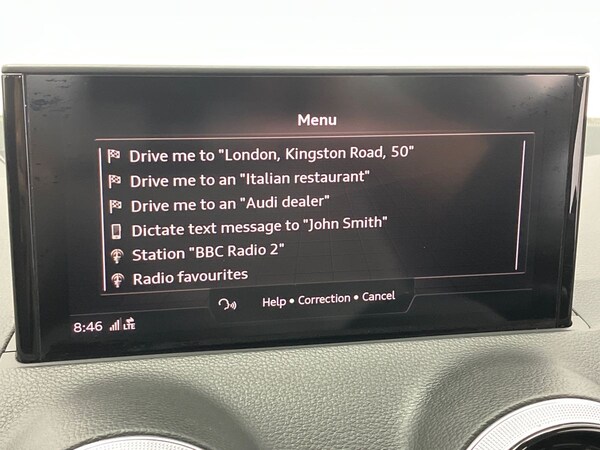 Menu
Drive me to "London, Kingston Road, 50"
Drive me to an "Italian restaurant"
Drive me to an "Audi dealer"
Dictate text message to "John Smith"
Station "BBC Radio 2"
Radio favourites
Help • Correction • Cancel
8:46 LTE